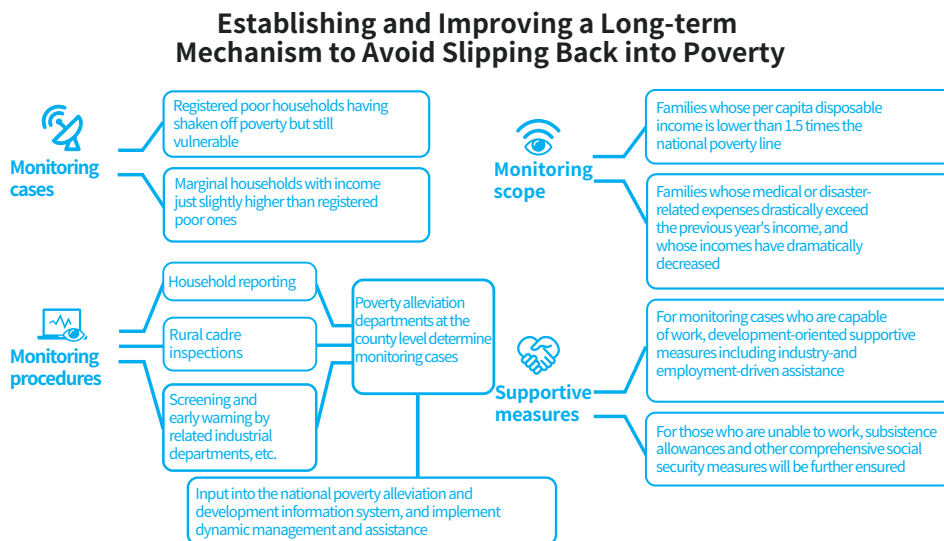 Establishing and Improving a Long-term
Mechanism to Avoid Slipping Back into Poverty
Monitoring
cases
Registered poor households having
shaken off poverty but still
vulnerable
Marginal households with income
just slightly higher than registered
poor ones
Monitoring
scope
Families whose per capita disposable
income is lower than 1.5 times the
national poverty line
Families whose medical or disaster-
related expenses drastically exceed
the previous year's income, and
whose incomes have dramatically
decreased
Monitoring
procedures
Household reporting
Rural cadre
inspections
Screening and
early warning by
related industrial
departments, etc.
Poverty alleviation
departments at the
county level determine
monitoring cases
Input into the national poverty alleviation and
development information system, and implement
dynamic management and assistance
Supportive
measures
For monitoring cases who are capable
of work, development-oriented supportive
measures including industry-and
employment-driven assistance
For those who are unable to work, subsistence
allowances and other comprehensive social
security measures will be further ensured